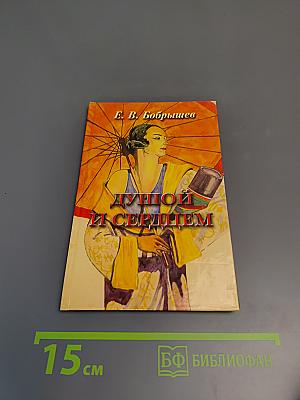 Е. В. Бобрышев
ДУШОЙ
И СЕРДЦЕМ
15 см
БФ БИБЛИОФАН